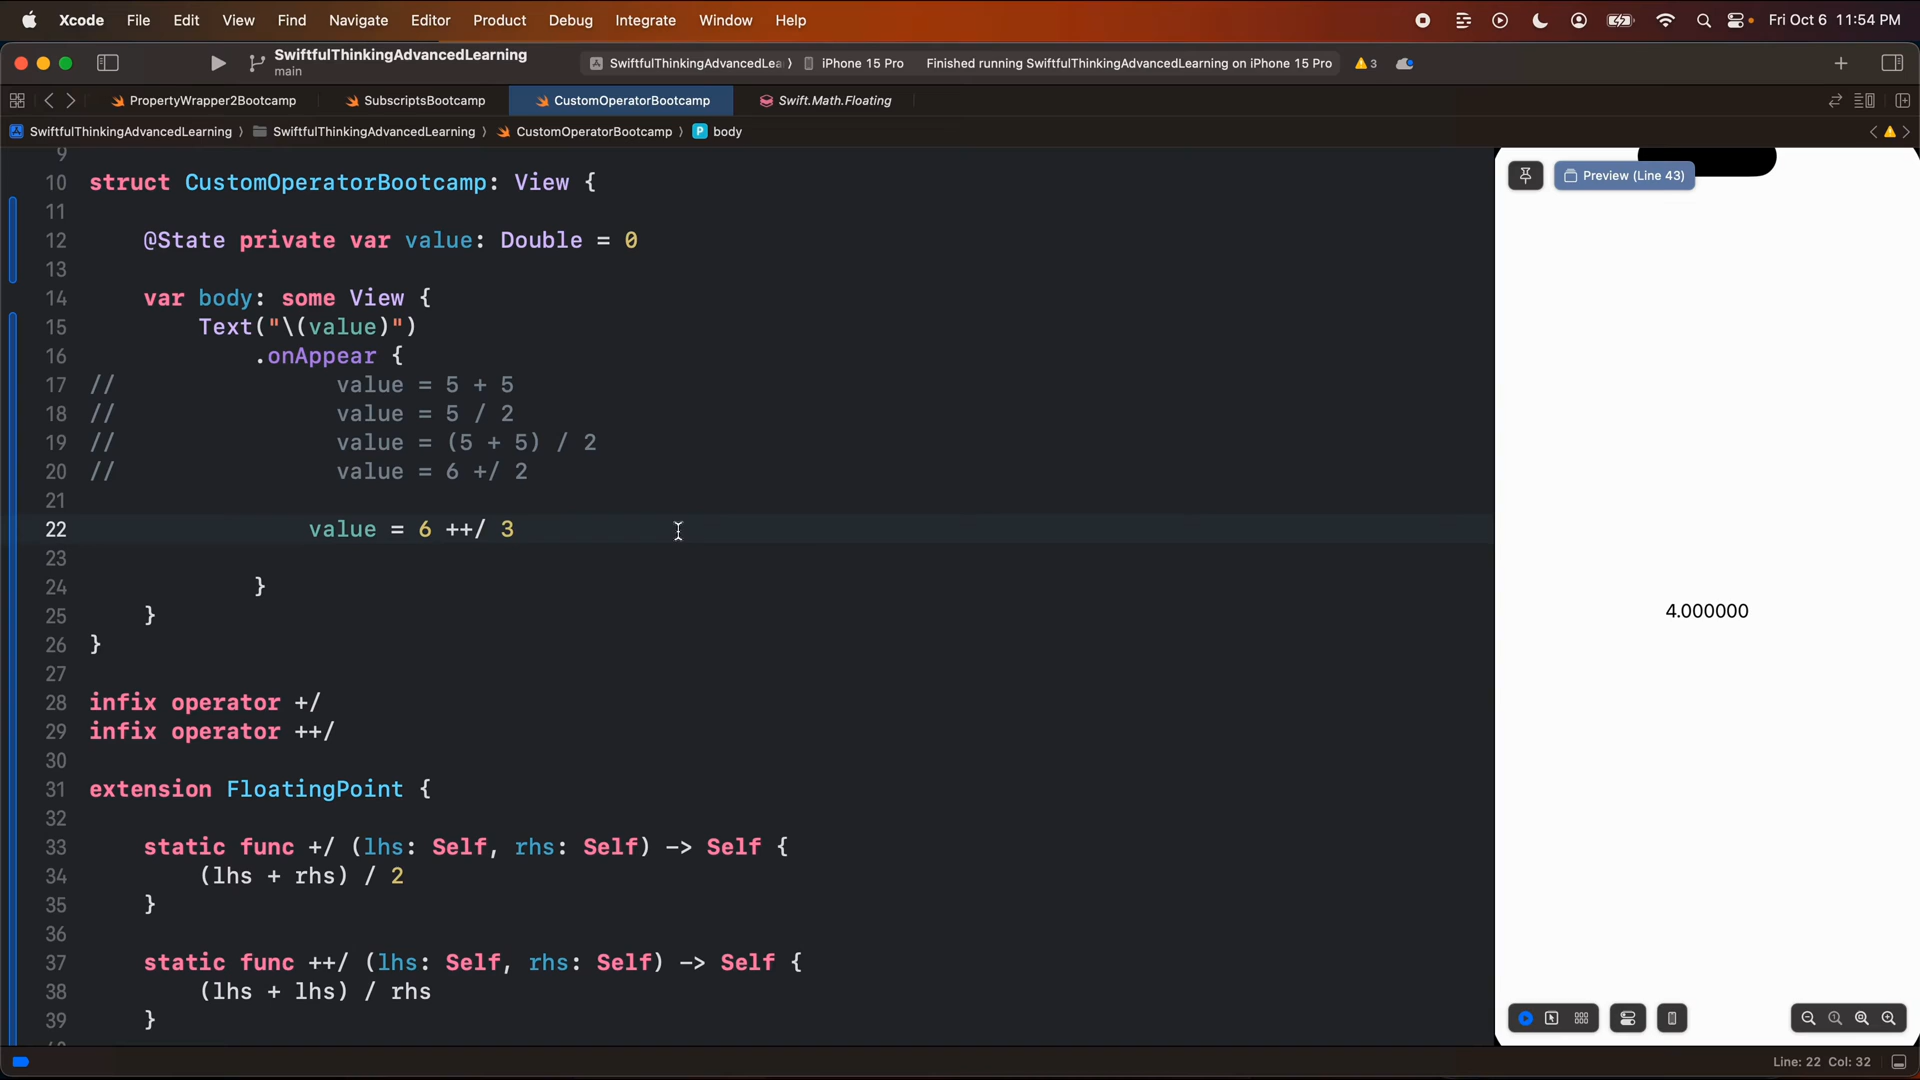 Xcode File Edit View Find Navigate Editor Product Debug Integrate Window Help Fri Oct 6 11:54 PM
SwiftfulThinkingAdvancedLearning
main
SwiftfulThinkingAdvancedLea iPhone 15 Pro Finished running SwiftfulThinkingAdvancedLearning on iPhone 15 Pro 3
PropertyWrapper2Bootcamp SubscriptsBootcamp CustomOperatorBootcamp Swift.Math.Floating
SwiftfulThinkingAdvancedLearning SwiftfulThinkingAdvancedLearning CustomOperatorBootcamp P body
9
10 struct CustomOperatorBootcamp: View {
11
12 @State private var value: Double = 0
13
14 var body: some View {
15 Text("\(value)")
16 .onAppear {
17 // value = 5 + 5
18 // value = 5 / 2
19 // value = (5 + 5) / 2
20 // value = 6 +/ 2
21
22 value = 6 ++/ 3
23
24 }
25 }
26 }
27
28 infix operator +/
29 infix operator ++/
30
31 extension FloatingPoint {
32
33 static func +/ (lhs: Self, rhs: Self) -> Self {
34 (lhs + rhs) / 2
35 }
36
37 static func ++/ (lhs: Self, rhs: Self) -> Self {
38 (lhs + lhs) / rhs
39 }
Preview (Line 43)
4.000000
Line: 22 Col: 32